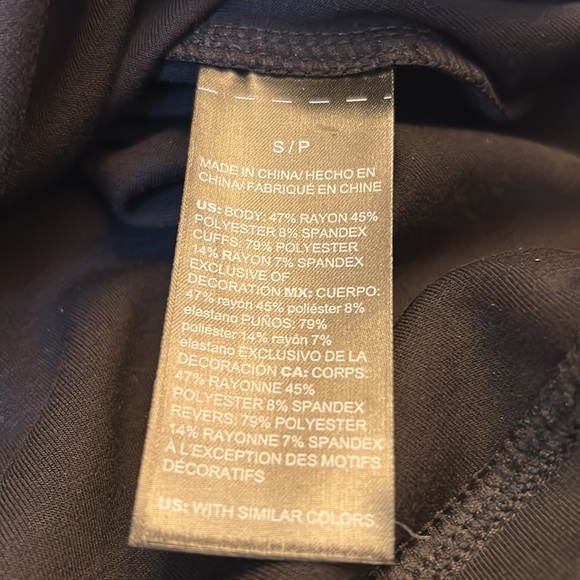 S / P
MADE IN CHINA/ HECHO EN
CHINA/ FABRIQUÉ EN CHINE
US: BODY: 47% RAYON 45%
POLYESTER 8% SPANDEX
CUFFS: 79% POLYESTER
14% RAYON 7% SPANDEX
EXCLUSIVE OF
DECORATION MX: CUERPO:
47% rayón 45% poliéster 8%
elastano PUÑOS: 79%
poliéster 14% rayón 7%
elastano EXCLUSIVO DE LA
DECORACIÓN CA: CORPS:
47% RAYONNE 45%
POLYESTER 8% SPANDEX
REVERS: 79% POLYESTER
14% RAYONNE 7% SPANDEX
À L'EXCEPTION DES MOTIFS
DÉCORATIFS
US: WITH SIMILAR COLORS.